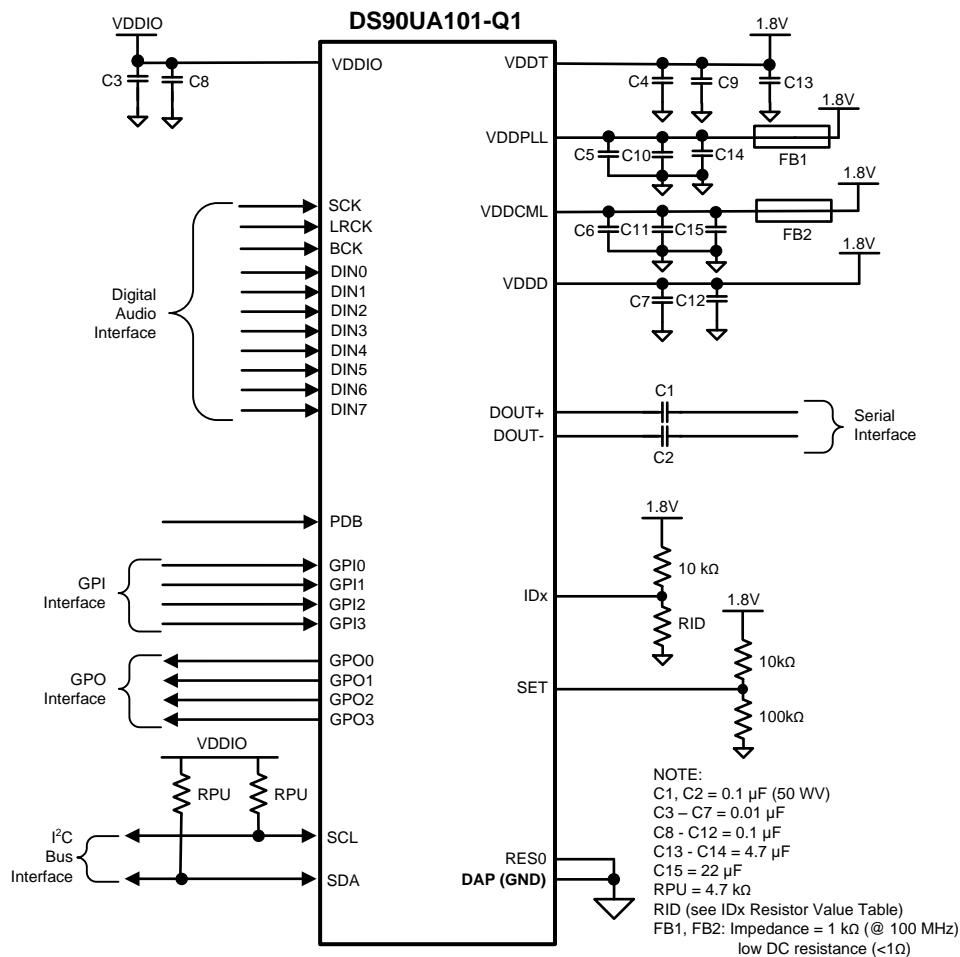 DS90UA101-Q1
VDDIO
C3
C8
VDDIO
VDDT
1.8V
C4
C9
C13
VDDPLL
1.8V
C5
C10
C14
FB1
VDDCML
1.8V
C6
C11
C15
FB2
VDDD
1.8V
C7
C12
Digital
Audio
Interface
SCK
LRCK
BCK
DIN0
DIN1
DIN2
DIN3
DIN4
DIN5
DIN6
DIN7
DOUT+
DOUT-
C1
C2
Serial
Interface
PDB
GPI
Interface
GPI0
GPI1
GPI2
GPI3
1.8V
10 kΩ
IDx
RID
GPO
Interface
GPO0
GPO1
GPO2
GPO3
1.8V
10kΩ
SET
100kΩ
VDDIO
RPU
RPU
I²C
Bus
Interface
SCL
SDA
RES0
DAP (GND)
NOTE:
C1, C2 = 0.1 µF (50 WV)
C3 – C7 = 0.01 µF
C8 - C12 = 0.1 µF
C13 - C14 = 4.7 µF
C15 = 22 µF
RPU = 4.7 kΩ
RID (see IDx Resistor Value Table)
FB1, FB2: Impedance = 1 kΩ (@ 100 MHz)
low DC resistance (<1Ω)